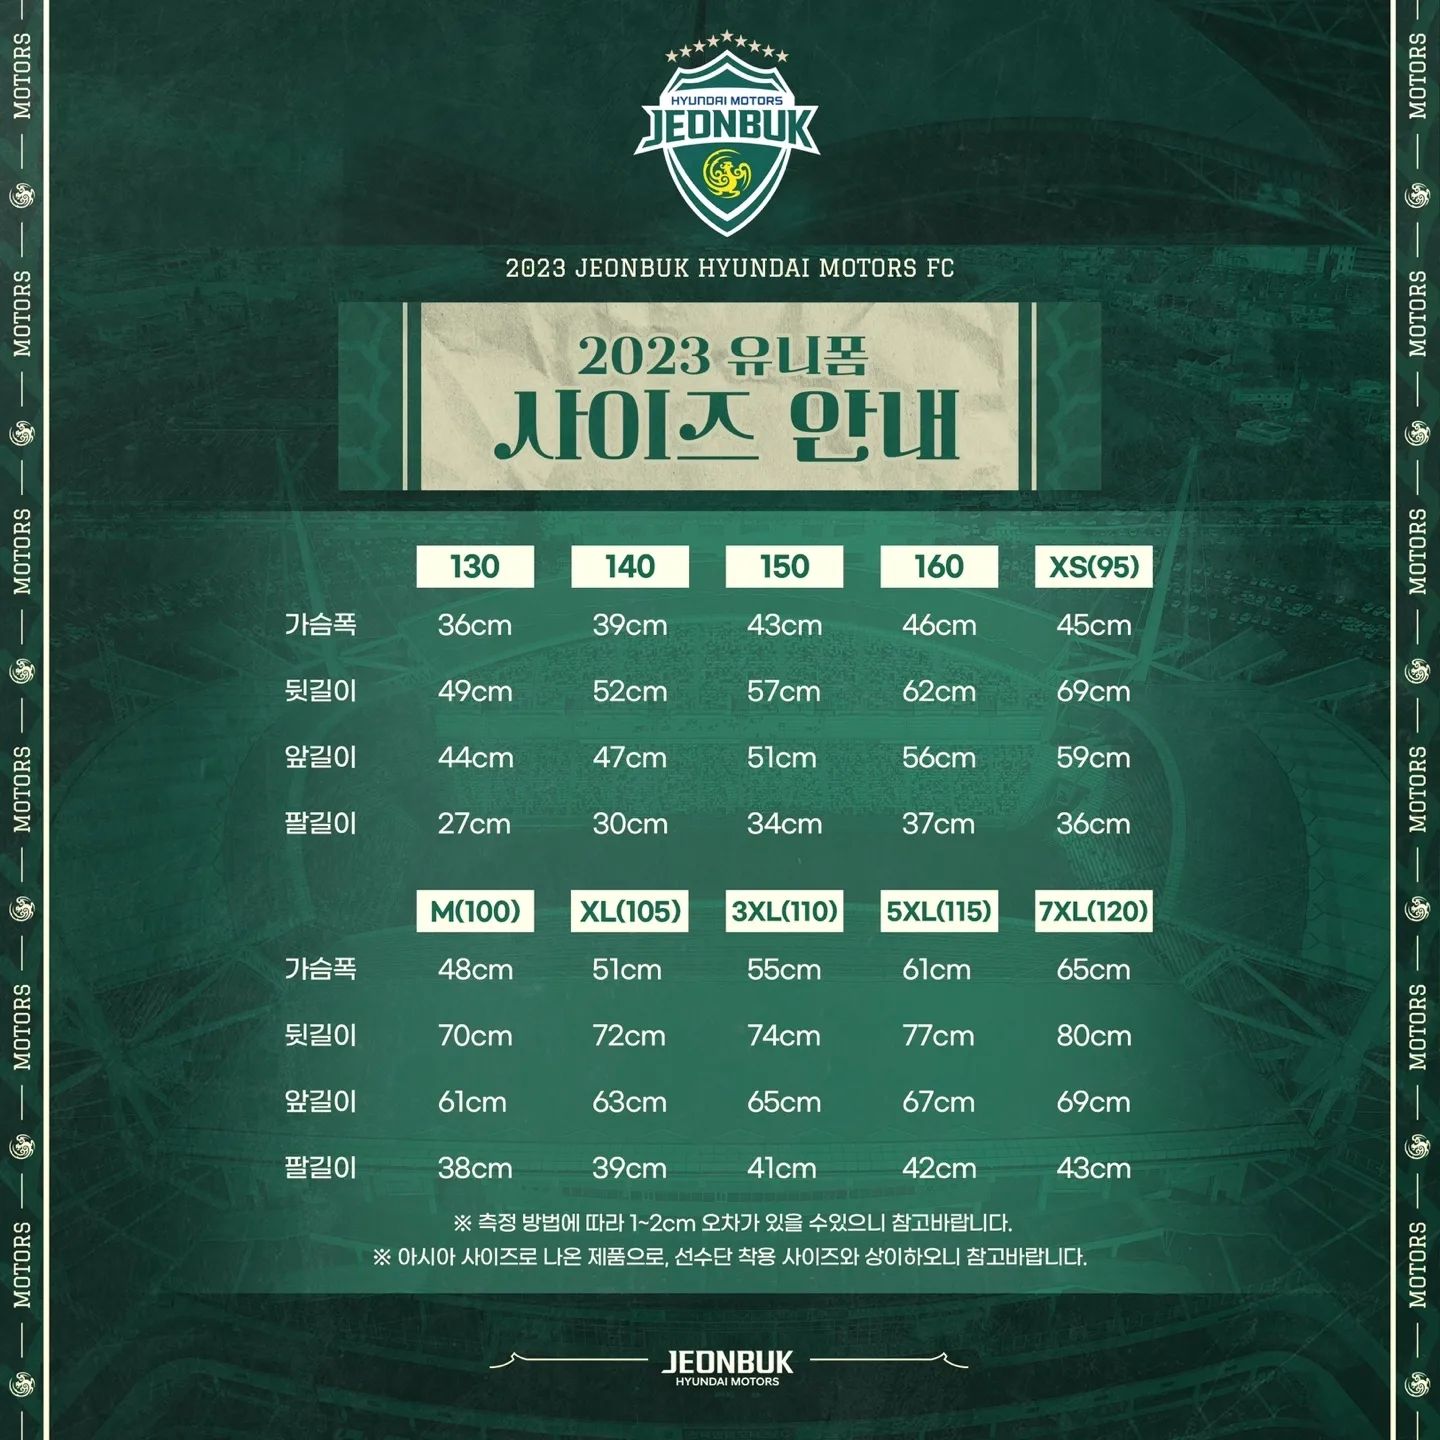 HYUNDAI MOTORS
JEONBUK
2023 JEONBUK HYUNDAI MOTORS FC
2023 유니폼
사이즈 안내
130 140 150 160 XS(95)
가슴폭 36cm 39cm 43cm 46cm 45cm
뒷길이 49cm 52cm 57cm 62cm 69cm
앞길이 44cm 47cm 51cm 56cm 59cm
팔길이 27cm 30cm 34cm 37cm 36cm
M(100) XL(105) 3XL(110) 5XL(115) 7XL(120)
가슴폭 48cm 51cm 55cm 61cm 65cm
뒷길이 70cm 72cm 74cm 77cm 80cm
앞길이 61cm 63cm 65cm 67cm 69cm
팔길이 38cm 39cm 41cm 42cm 43cm
※ 측정 방법에 따라 1~2cm 오차가 있을 수있으니 참고바랍니다.
※ 아시아 사이즈로 나온 제품으로, 선수단 착용 사이즈와 상이하오니 참고바랍니다.
JEONBUK
HYUNDAI MOTORS
MOTORS
MOTORS
MOTORS
MOTORS
MOTORS
MOTORS
MOTORS
MOTORS
MOTORS
MOTORS
MOTORS
MOTORS